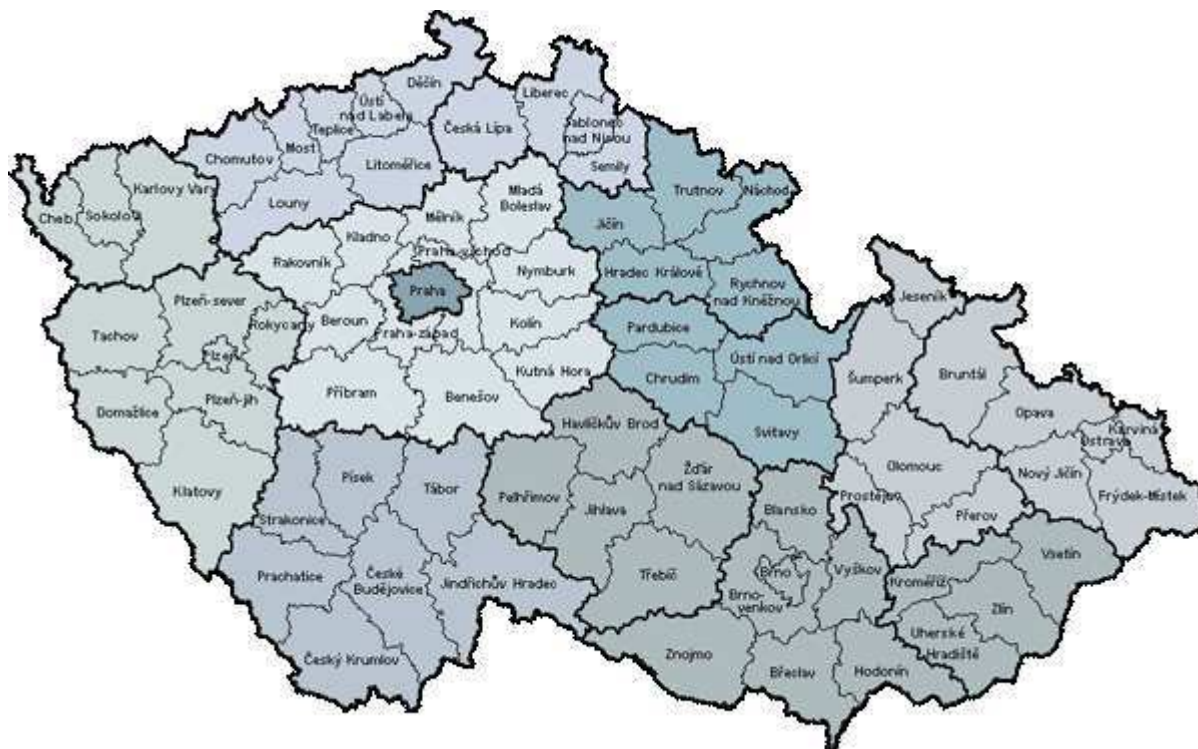 Děčín
Liberec
Ústí
nad Labem
Teplice
Jablonec
nad Nisou
Česká Lípa
Most
Chomutov
Litoměřice
Semily
Karlovy Vary
Trutnov
Náchod
Mladá
Boleslav
Louny
Cheb
Sokolov
Mělník
Jičín
Kladno
Praha-východ
Rakovník
Nymburk
Hradec Králové
Rychnov
nad Kněžnou
Jeseník
Praha
Plzeň-sever
Rokycany
Beroun
Kolín
Praha-západ
Pardubice
Tachov
Plzeň
Ústí nad Orlicí
Kutná Hora
Chrudim
Šumperk
Bruntál
Příbram
Benešov
Plzeň-jih
Domažlice
Opava
Havlíčkův Brod
Svitavy
Karviná
Ostrava
Písek
Tábor
Žďár
nad Sázavou
Olomouc
Nový Jičín
Klatovy
Pelhřimov
Prostějov
Frýdek-Místek
Jihlava
Blansko
Přerov
Strakonice
Vsetín
Třebíč
Brno
Vyškov
Prachatice
České
Budějovice
Jindřichův Hradec
Kroměříž
Brno-
venkov
Zlín
Uherské
Hradiště
Český Krumlov
Znojmo
Břeclav
Hodonín